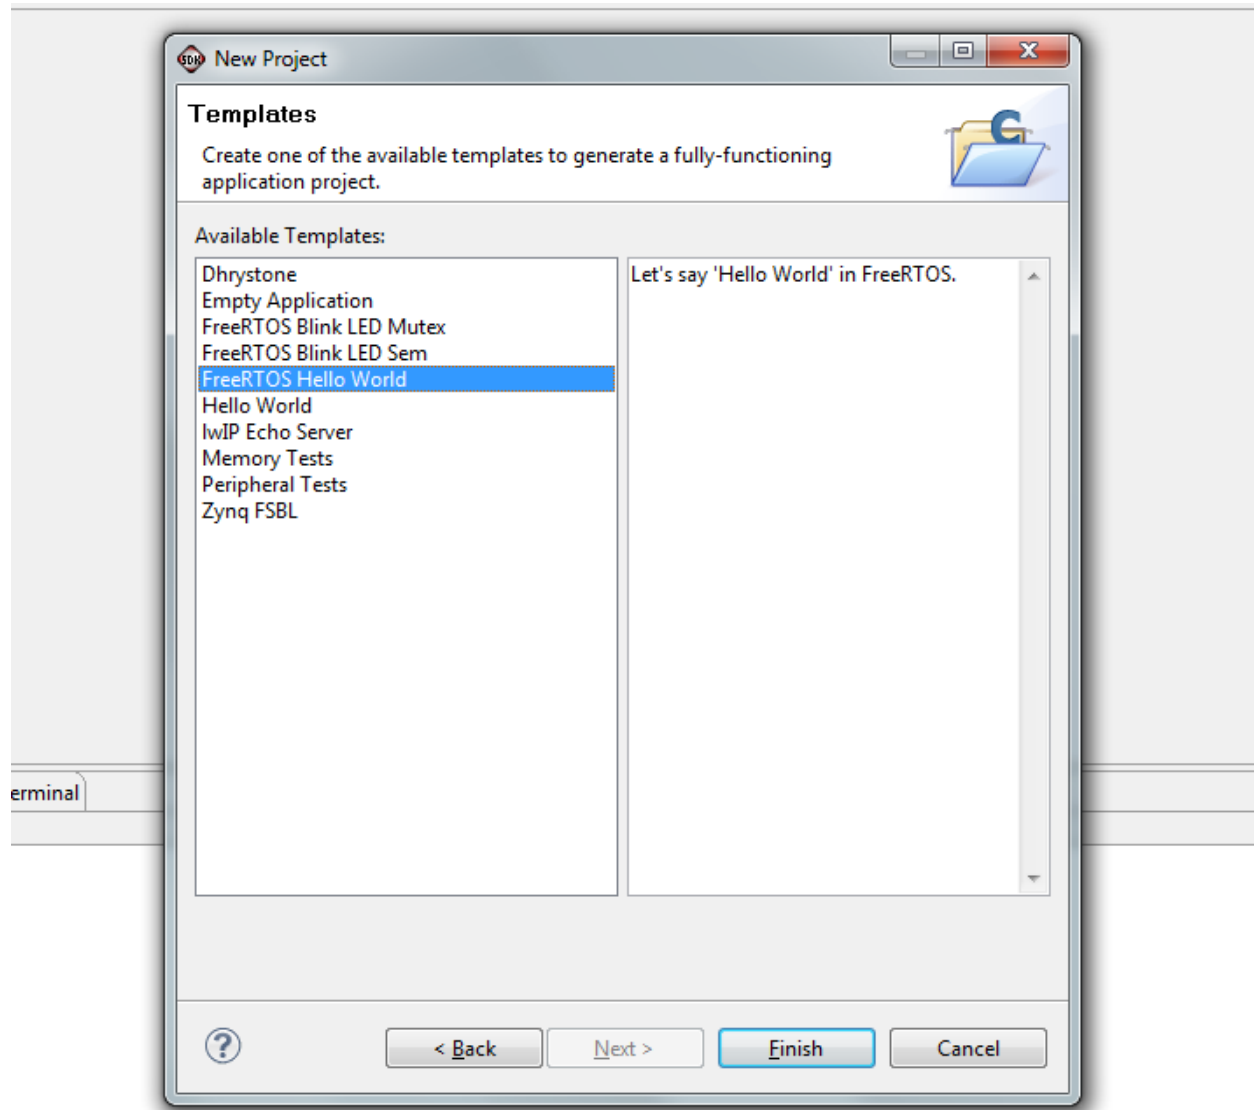 SDK New Project
Templates
Create one of the available templates to generate a fully-functioning
application project.
C
Available Templates:
Dhrystone
Empty Application
FreeRTOS Blink LED Mutex
FreeRTOS Blink LED Sem
FreeRTOS Hello World
Hello World
lwIP Echo Server
Memory Tests
Peripheral Tests
Zynq FSBL
Let's say 'Hello World' in FreeRTOS.
erminal
?
< Back
Next >
Finish
Cancel